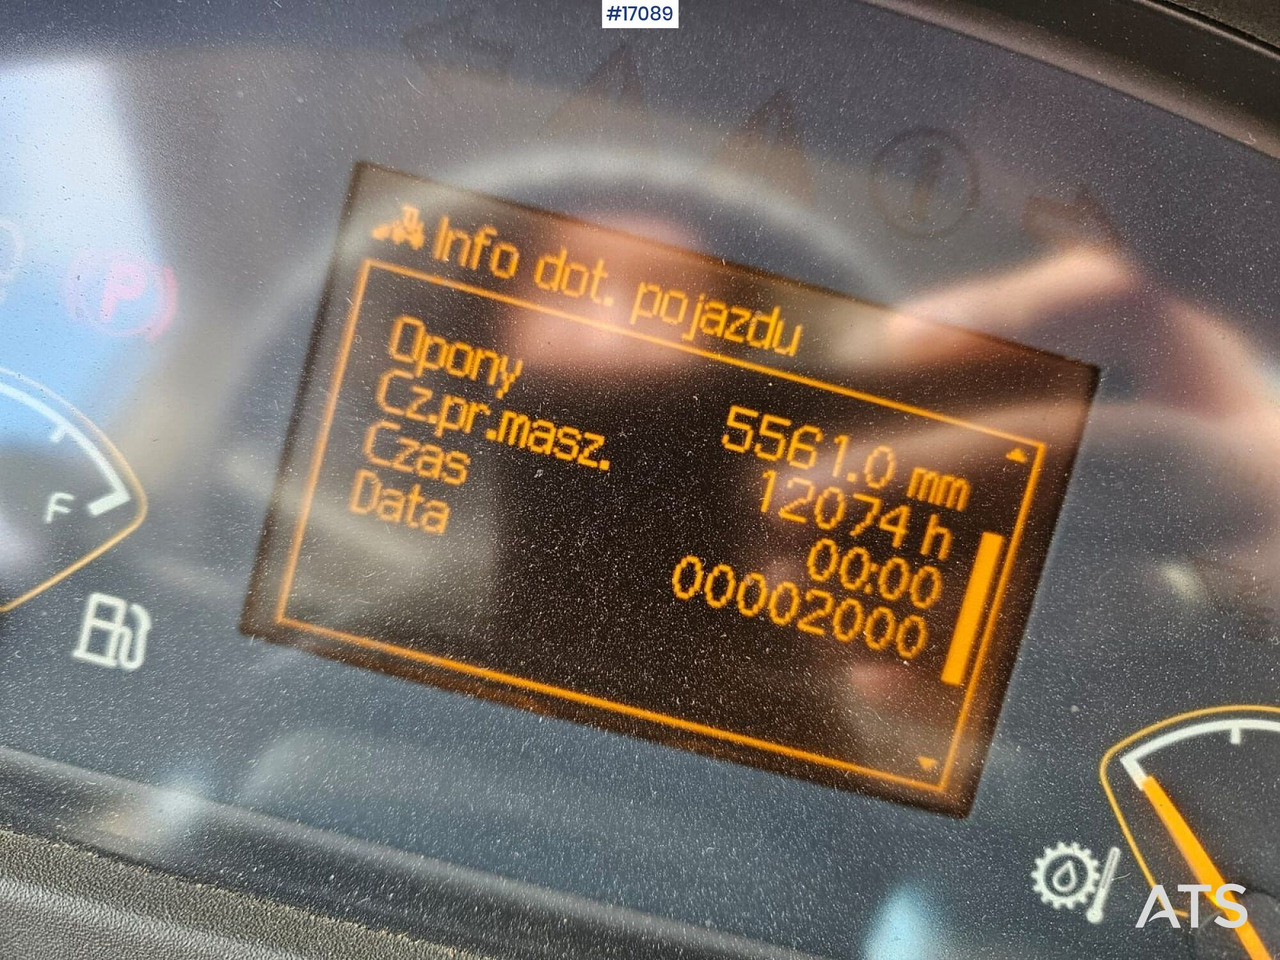 #17089
Info dot. pojazdu
Opony 5561.0 mm
Cz.pr.masz. 12074 h
Czas 00:00
Data 00002000
F
P
ATS